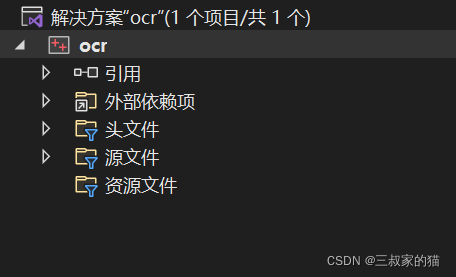 解决方案“ocr”(1 个项目/共 1 个)
ocr
引用
外部依赖项
头文件
源文件
资源文件
CSDN @三叔家的猫